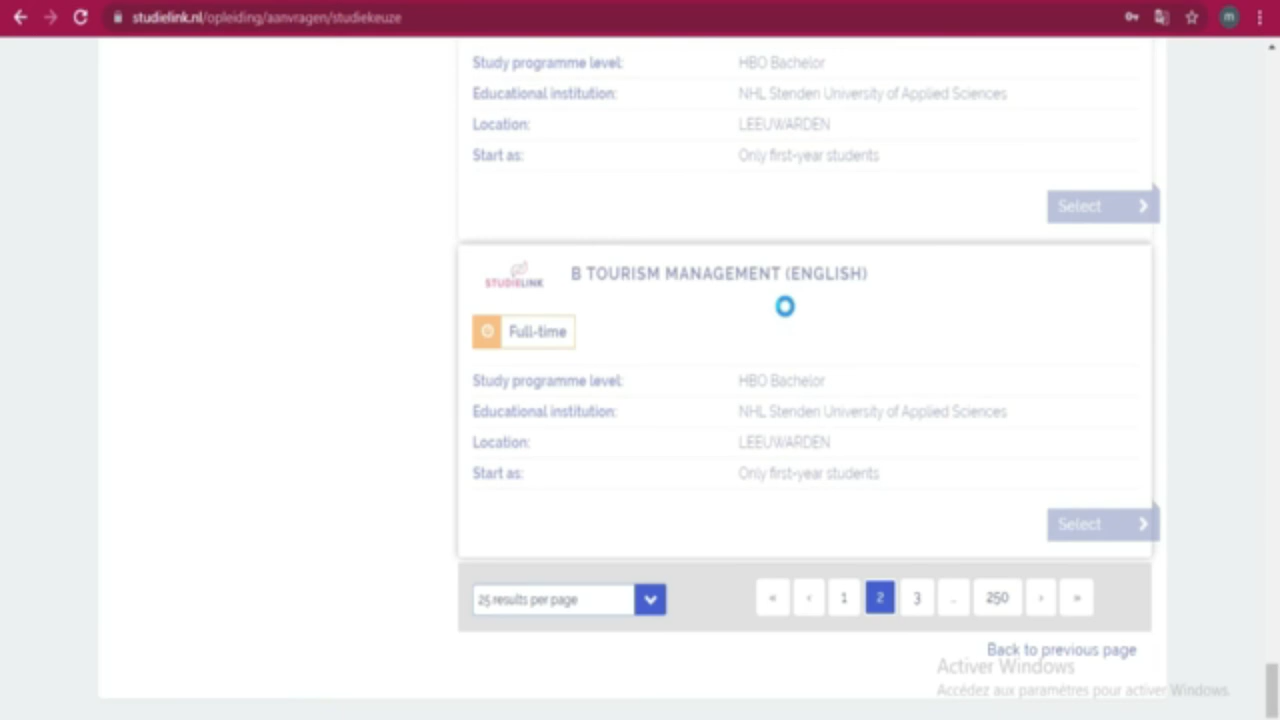 studielink.nl/opleiding/aanvragen/studiekeuze
m
Study programme level: HBO Bachelor
Educational institution: NHL Stenden University of Applied Sciences
Location: LEEUWARDEN
Start as: Only first-year students
Select
STUDIELINK B TOURISM MANAGEMENT (ENGLISH)
Full-time
Study programme level: HBO Bachelor
Educational institution: NHL Stenden University of Applied Sciences
Location: LEEUWARDEN
Start as: Only first-year students
Select
25 results per page « ‹ 1 2 3 ... 250 › »
Back to previous page
Activer Windows
Accédez aux paramètres pour activer Windows.